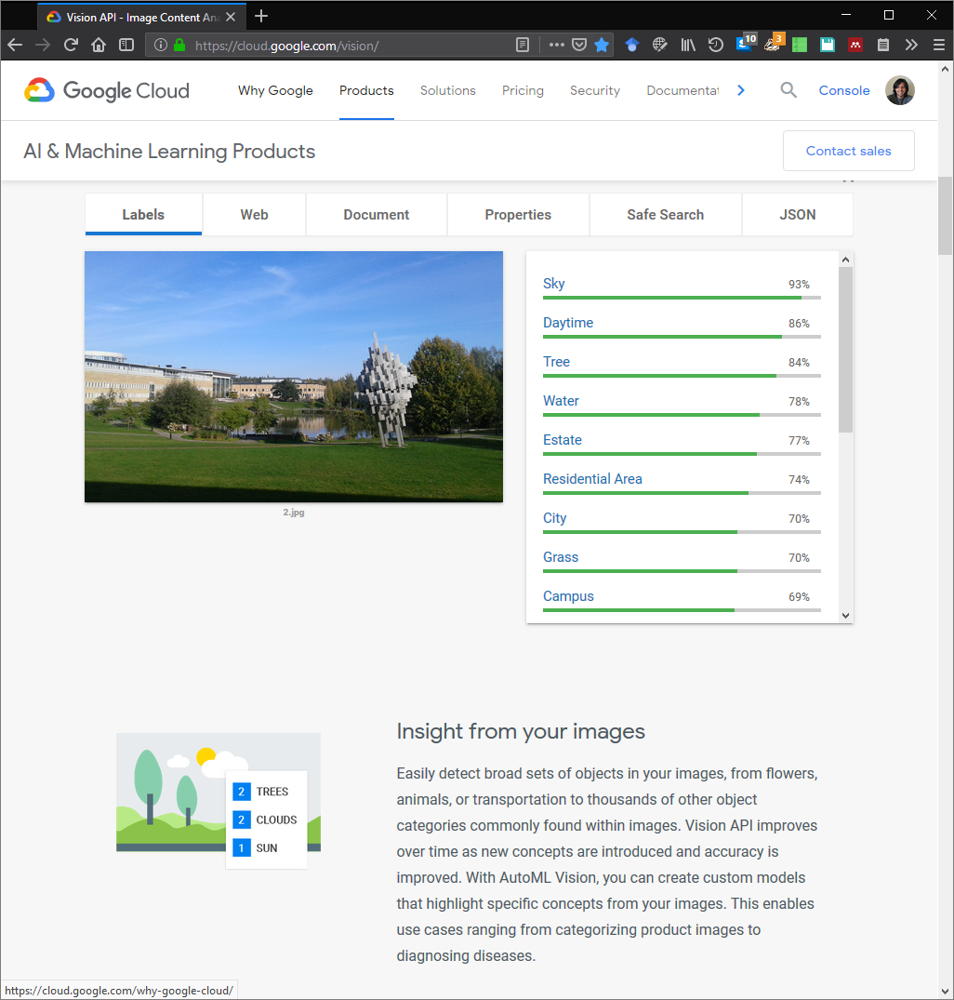 Vision API - Image Content Ana
https://cloud.google.com/vision/
10
3
Google Cloud
Why Google
Products
Solutions
Pricing
Security
Documentat
Console
AI & Machine Learning Products
Contact sales
Labels
Web
Document
Properties
Safe Search
JSON
2.jpg
Sky 93%
Daytime 86%
Tree 84%
Water 78%
Estate 77%
Residential Area 74%
City 70%
Grass 70%
Campus 69%
2 TREES
2 CLOUDS
1 SUN
Insight from your images
Easily detect broad sets of objects in your images, from flowers,
animals, or transportation to thousands of other object
categories commonly found within images. Vision API improves
over time as new concepts are introduced and accuracy is
improved. With AutoML Vision, you can create custom models
that highlight specific concepts from your images. This enables
use cases ranging from categorizing product images to
diagnosing diseases.
https://cloud.google.com/why-google-cloud/